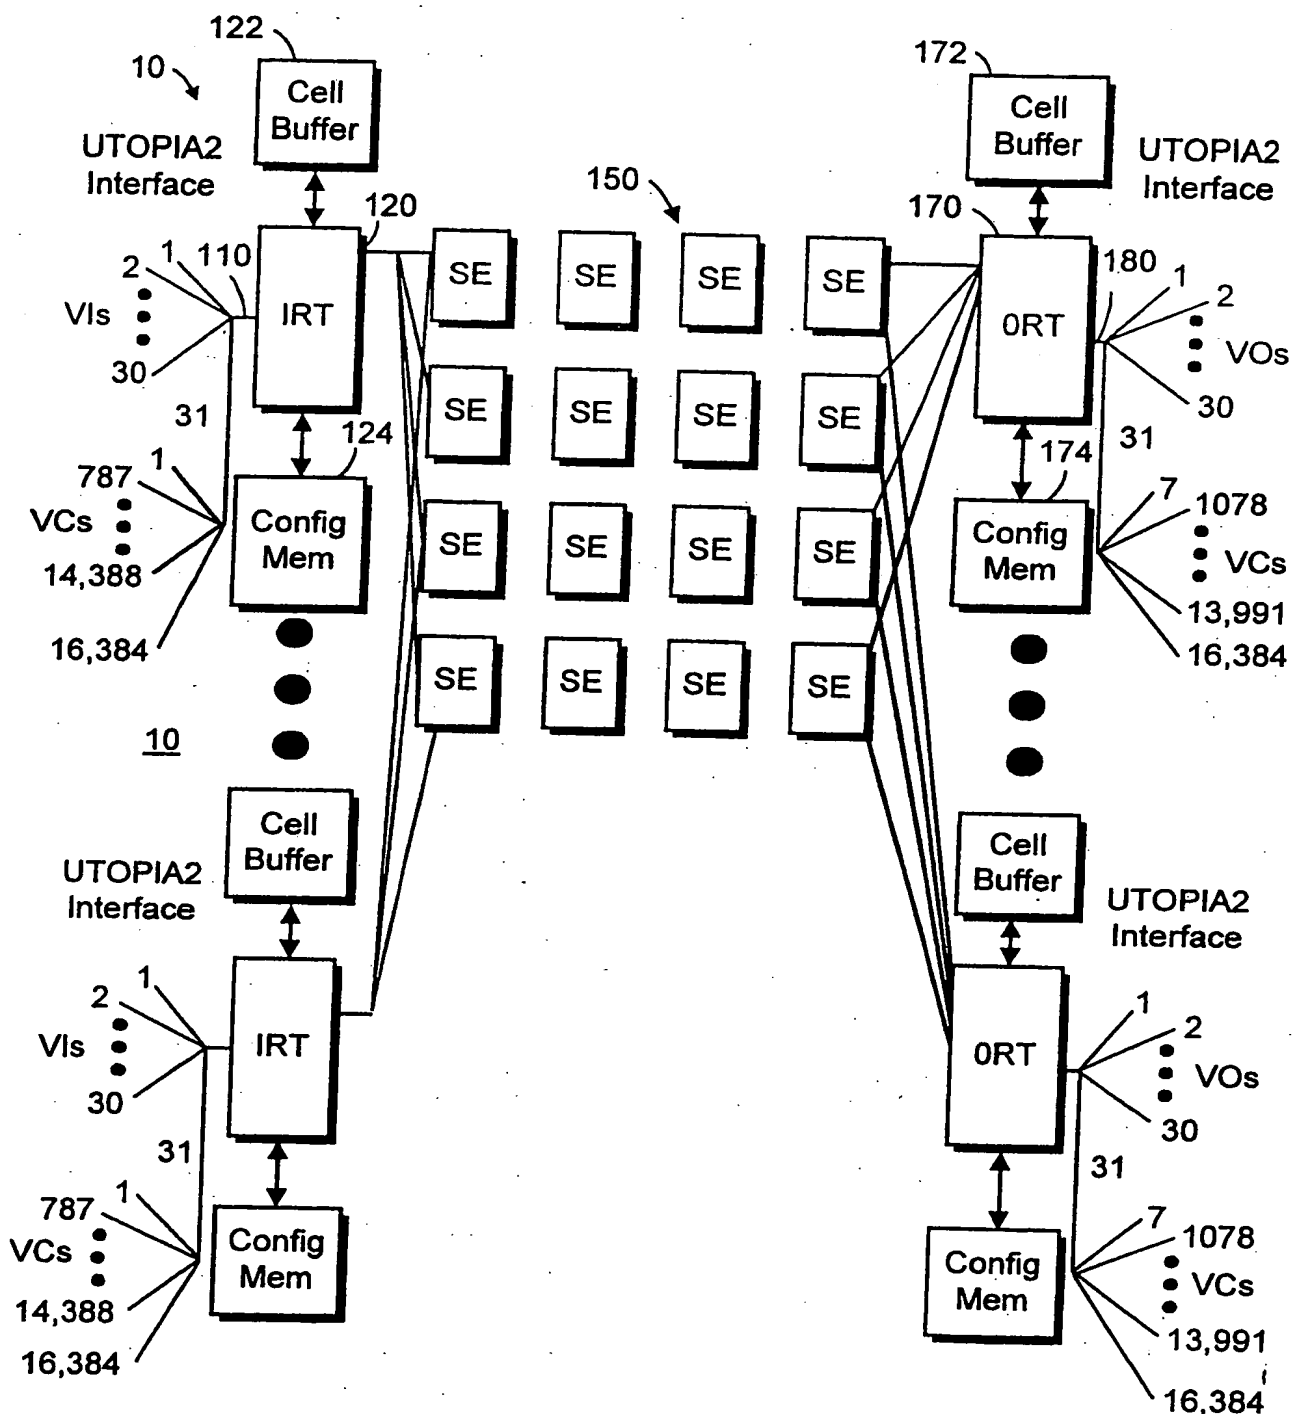 122
172
10
Cell
Buffer
Cell
Buffer
UTOPIA2
Interface
UTOPIA2
Interface
150
120
170
110
180
1
2
VIs
30
IRT
SE SE SE SE
0RT
1
2
VOs
30
31
31
SE SE SE SE
124
174
1
787
VCs
14,388
16,384
Config
Mem
SE SE SE SE
Config
Mem
7
1078
VCs
13,991
16,384
SE SE SE SE
10
Cell
Buffer
Cell
Buffer
UTOPIA2
Interface
UTOPIA2
Interface
1
2
VIs
30
IRT
0RT
1
2
VOs
30
31
31
1
787
VCs
14,388
16,384
Config
Mem
Config
Mem
7
1078
VCs
13,991
16,384